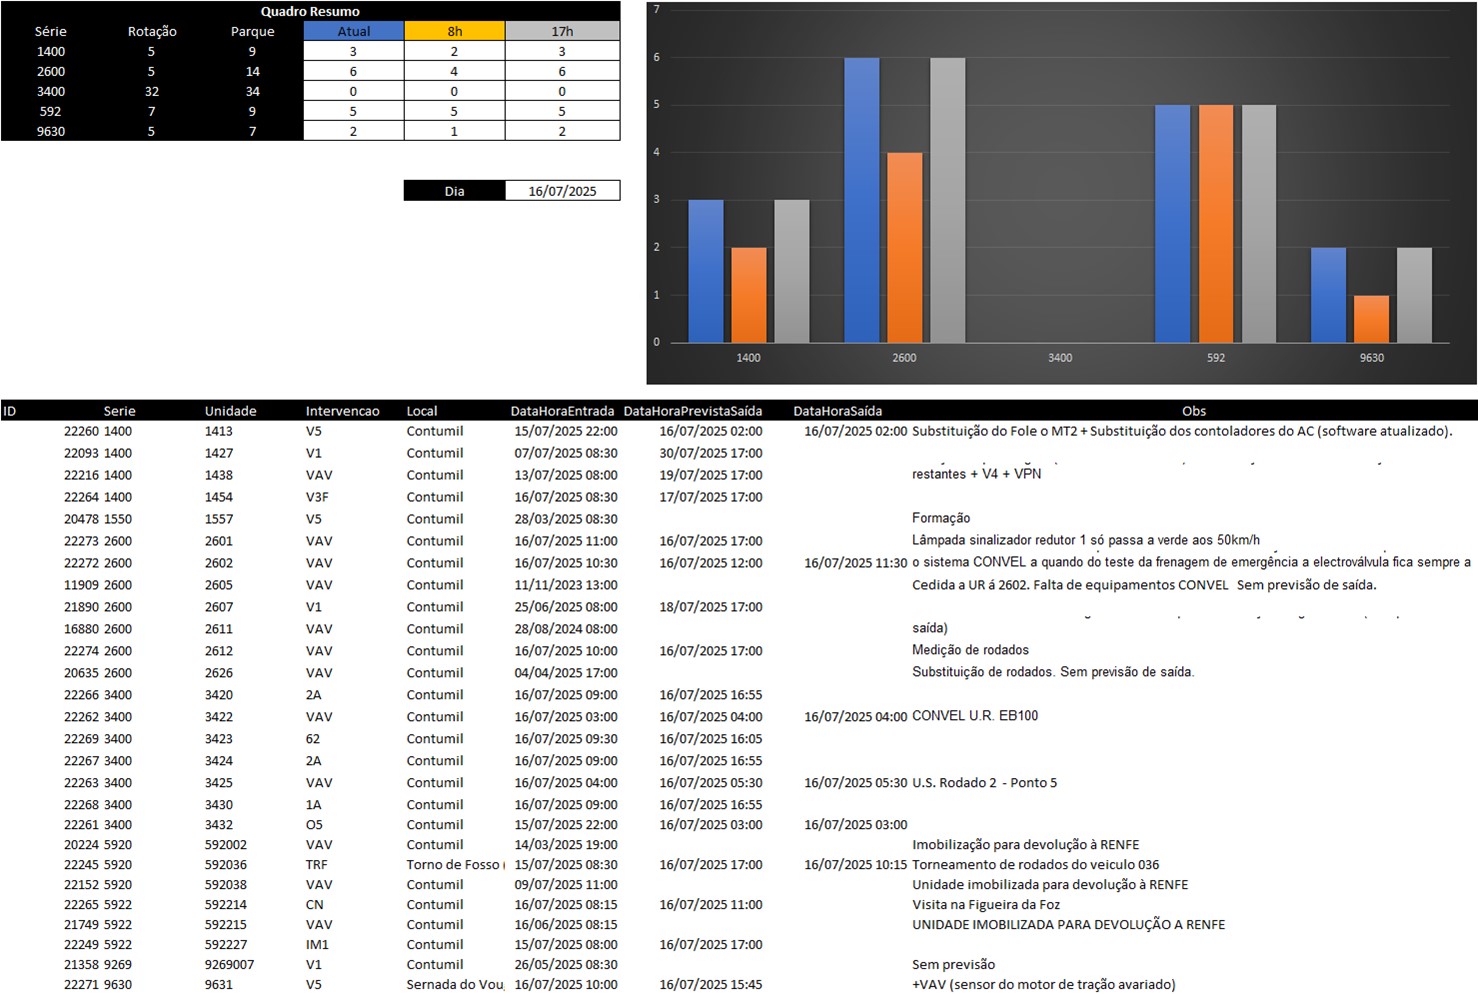 Quadro Resumo
Série Rotação Parque Atual 8h 17h
1400 5 9 3 2 3
2600 5 14 6 4 6
3400 32 34 0 0 0
592 7 9 5 5 5
9630 5 7 2 1 2
Dia 16/07/2025
7
6
5
4
3
2
1
0
1400 2600 3400 592 9630
ID Serie Unidade Intervencao Local DataHoraEntrada DataHoraPrevistaSaída DataHoraSaída Obs
22260 1400 1413 V5 Contumil 15/07/2025 22:00 16/07/2025 02:00 16/07/2025 02:00 Substituição do Fole o MT2 + Substituição dos contoladores do AC (software atualizado).
22093 1400 1427 V1 Contumil 07/07/2025 08:30 30/07/2025 17:00
22216 1400 1438 VAV Contumil 13/07/2025 08:00 19/07/2025 17:00 restantes + V4 + VPN
22264 1400 1454 V3F Contumil 16/07/2025 08:30 17/07/2025 17:00
20478 1550 1557 V5 Contumil 28/03/2025 08:30 Formação
22273 2600 2601 VAV Contumil 16/07/2025 11:00 16/07/2025 17:00 Lâmpada sinalizador redutor 1 só passa a verde aos 50km/h
22272 2600 2602 VAV Contumil 16/07/2025 10:30 16/07/2025 12:00 16/07/2025 11:30 o sistema CONVEL a quando do teste da frenagem de emergência a electroválvula fica sempre a
11909 2600 2605 VAV Contumil 11/11/2023 13:00 Cedida a UR á 2602. Falta de equipamentos CONVEL Sem previsão de saída.
21890 2600 2607 V1 Contumil 25/06/2025 08:00 18/07/2025 17:00
16880 2600 2611 VAV Contumil 28/08/2024 08:00 saída)
22274 2600 2612 VAV Contumil 16/07/2025 10:00 16/07/2025 17:00 Medição de rodados
20635 2600 2626 VAV Contumil 04/04/2025 17:00 Substituição de rodados. Sem previsão de saída.
22266 3400 3420 2A Contumil 16/07/2025 09:00 16/07/2025 16:55
22262 3400 3422 VAV Contumil 16/07/2025 03:00 16/07/2025 04:00 16/07/2025 04:00 CONVEL U.R. EB100
22269 3400 3423 62 Contumil 16/07/2025 09:30 16/07/2025 16:05
22267 3400 3424 2A Contumil 16/07/2025 09:00 16/07/2025 16:55
22263 3400 3425 VAV Contumil 16/07/2025 04:00 16/07/2025 05:30 16/07/2025 05:30 U.S. Rodado 2 - Ponto 5
22268 3400 3430 1A Contumil 16/07/2025 09:00 16/07/2025 16:55
22261 3400 3432 O5 Contumil 15/07/2025 22:00 16/07/2025 03:00 16/07/2025 03:00
20224 5920 592002 VAV Contumil 14/03/2025 19:00 Imobilização para devolução à RENFE
22245 5920 592036 TRF Torno de Fosso ( 15/07/2025 08:30 16/07/2025 17:00 16/07/2025 10:15 Torneamento de rodados do veiculo 036
22152 5920 592038 VAV Contumil 09/07/2025 11:00 Unidade imobilizada para devolução à RENFE
22265 5922 592214 CN Contumil 16/07/2025 08:15 16/07/2025 11:00 Visita na Figueira da Foz
21749 5922 592215 VAV Contumil 16/06/2025 08:15 UNIDADE IMOBILIZADA PARA DEVOLUÇÃO A RENFE
22249 5922 592227 IM1 Contumil 15/07/2025 08:00 16/07/2025 17:00
21358 9269 9269007 V1 Contumil 26/05/2025 08:30 Sem previsão
22271 9630 9631 V5 Sernada do Vou 16/07/2025 10:00 16/07/2025 15:45 +VAV (sensor do motor de tração avariado)